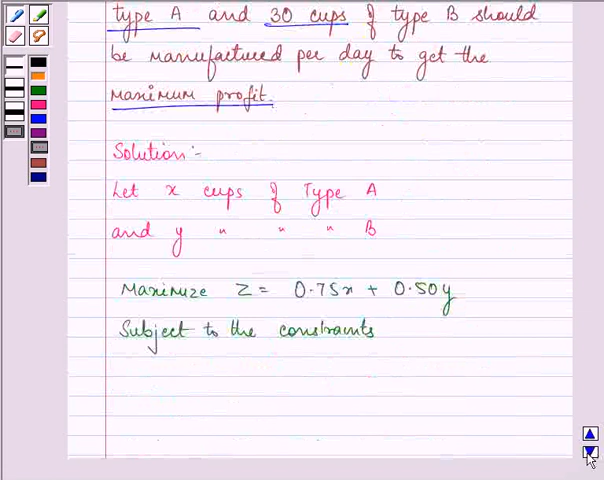 type A and 30 cups of type B should
be manufactured per day to get the
maximum profit.
Solution:-
Let x cups of Type A
and y " " " B
Maximize Z = 0.75x + 0.50y
Subject to the constraints